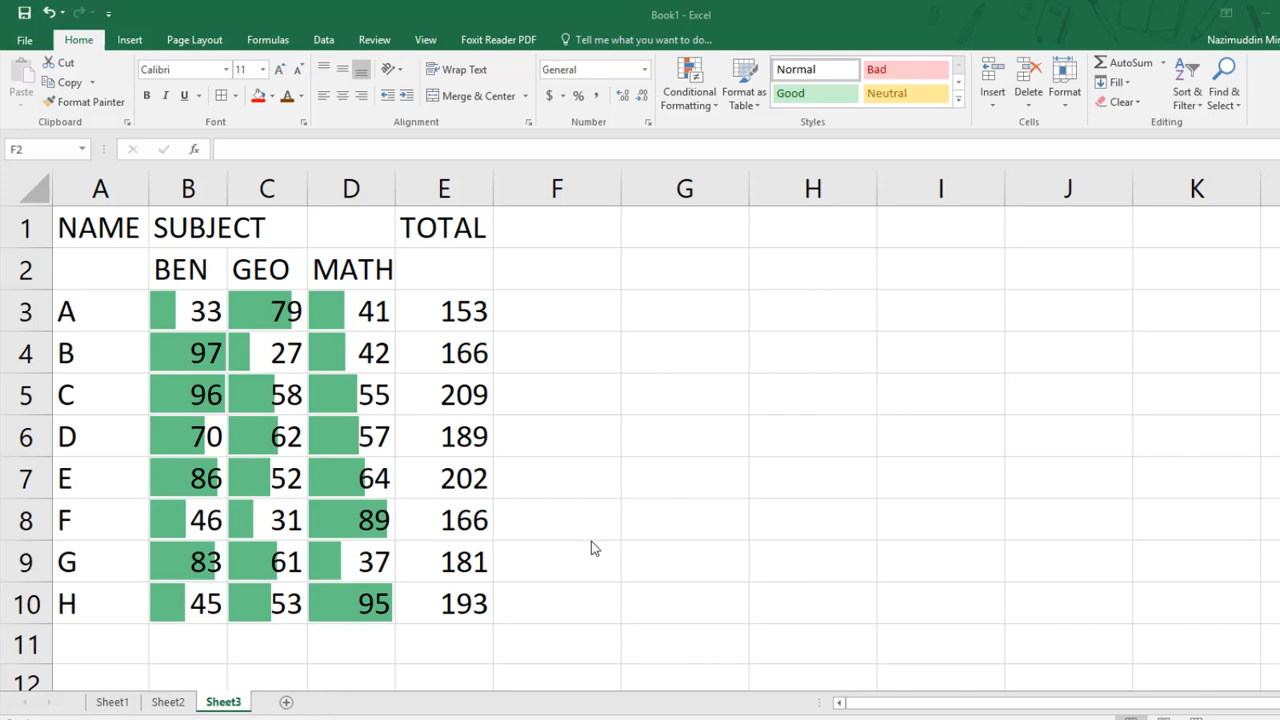 Book1 - Excel
File Home Insert Page Layout Formulas Data Review View Foxit Reader PDF Tell me what you want to do... Nazimuddin Mir
Paste
Cut
Copy
Format Painter
Clipboard
Calibri 11
B I U
A
Font
Wrap Text
Merge & Center
Alignment
General
$ % ,
Number
Conditional Formatting
Format as Table
Normal Bad
Good Neutral
Styles
Insert Delete Format
Cells
AutoSum
Fill
Clear
Sort & Filter
Find & Select
Editing
F2 fx
A B C D E F G H I J K
1 NAME SUBJECT TOTAL
2 BEN GEO MATH
3 A 33 79 41 153
4 B 97 27 42 166
5 C 96 58 55 209
6 D 70 62 57 189
7 E 86 52 64 202
8 F 46 31 89 166
9 G 83 61 37 181
10 H 45 53 95 193
11
12
Sheet1 Sheet2 Sheet3